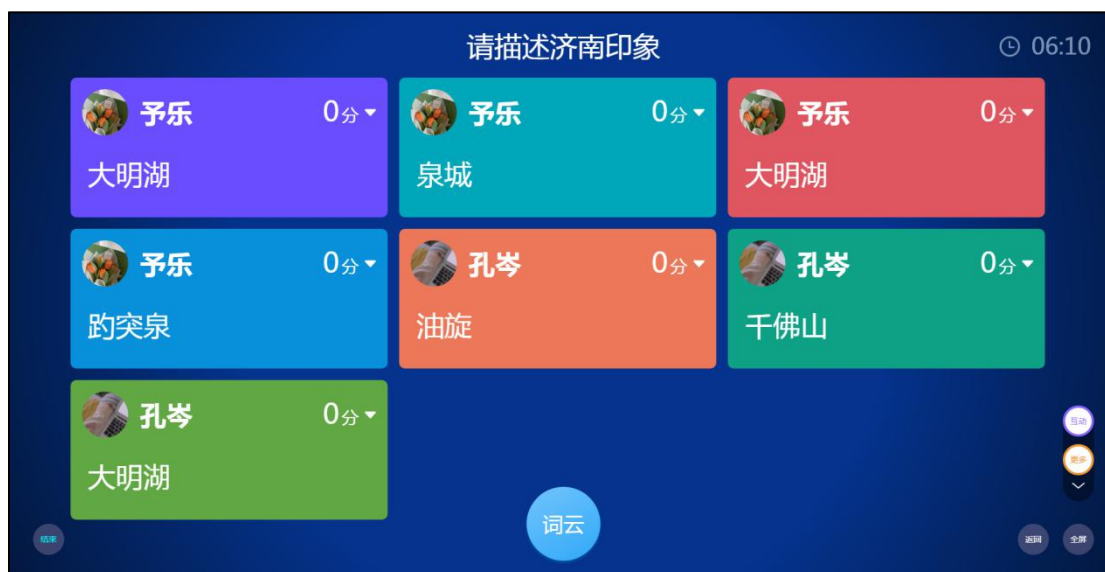 请描述济南印象
06:10
予乐 0分
大明湖
予乐 0分
泉城
予乐 0分
大明湖
予乐 0分
趵突泉
孔岑 0分
油旋
孔岑 0分
千佛山
孔岑 0分
大明湖
互动
更多
词云
结束
返回
全屏